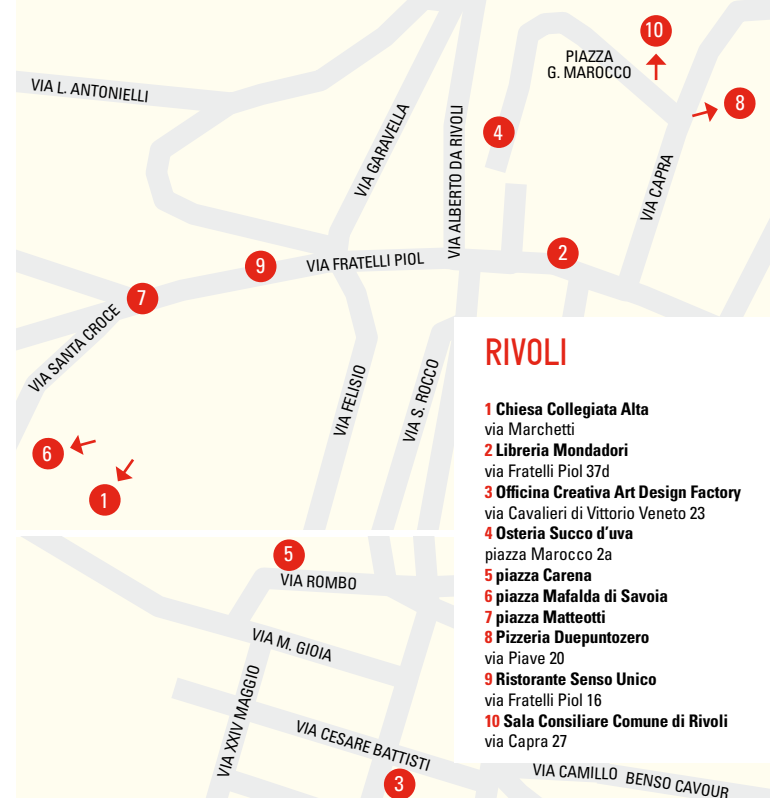 10
PIAZZA
G. MAROCCO
VIA L. ANTONIELLI
8
4
VIA GARAVELLA
VIA ALBERTO DA RIVOLI
VIA CAPRA
2
9
VIA FRATELLI PIOL
7
VIA SANTA CROCE
VIA FELISIO
VIA S. ROCCO
6
1
RIVOLI
1 Chiesa Collegiata Alta
via Marchetti
2 Libreria Mondadori
via Fratelli Piol 37d
3 Officina Creativa Art Design Factory
via Cavalieri di Vittorio Veneto 23
4 Osteria Succo d'uva
piazza Marocco 2a
5 piazza Carena
6 piazza Mafalda di Savoia
7 piazza Matteotti
8 Pizzeria Duepuntozero
via Piave 20
9 Ristorante Senso Unico
via Fratelli Piol 16
10 Sala Consiliare Comune di Rivoli
via Capra 27
5
VIA ROMBO
VIA M. GIOIA
VIA XXIV MAGGIO
VIA CESARE BATTISTI
3
VIA CAMILLO BENSO CAVOUR